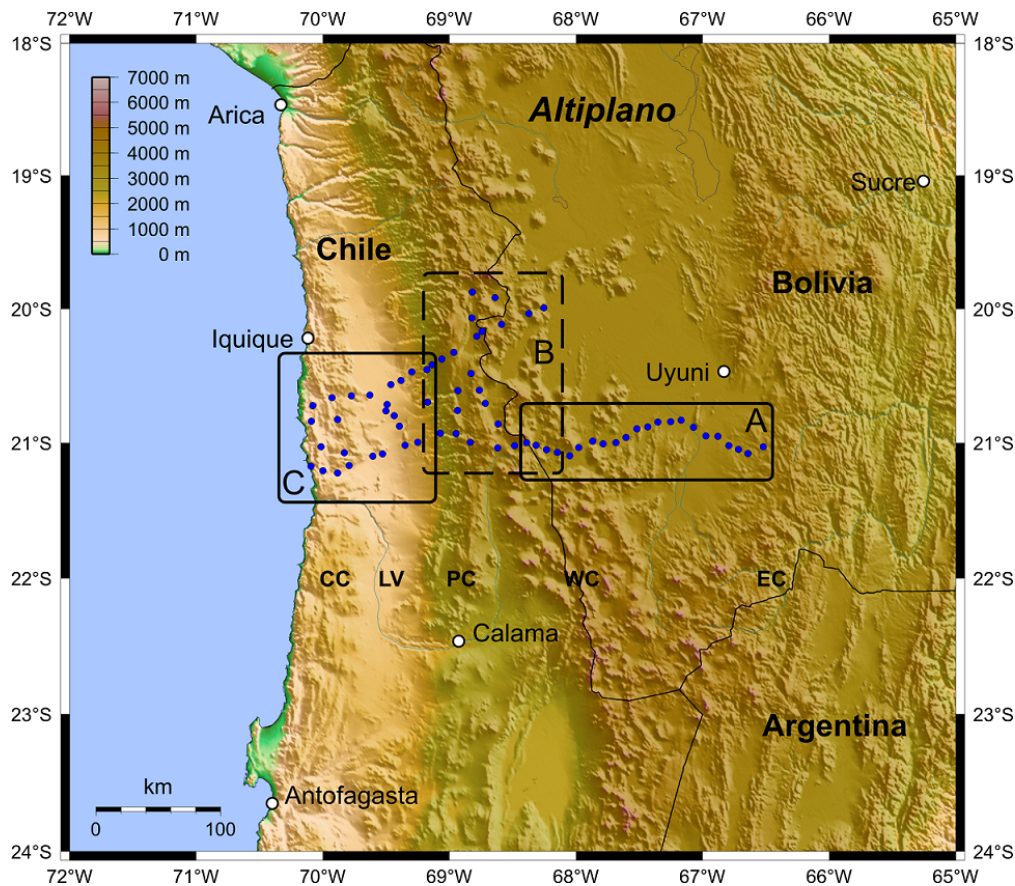 72°W 71°W 70°W 69°W 68°W 67°W 66°W 65°W
18°S 18°S
7000 m
6000 m
5000 m
4000 m
3000 m
2000 m
1000 m
0 m
Arica
Altiplano
19°S Sucre 19°S
Chile
Bolivia
20°S 20°S
Iquique
B
Uyuni
A
21°S 21°S
C
22°S CC LV PC WC EC 22°S
Calama
23°S 23°S
Argentina
km
Antofagasta
0 100
24°S 24°S
72°W 71°W 70°W 69°W 68°W 67°W 66°W 65°W